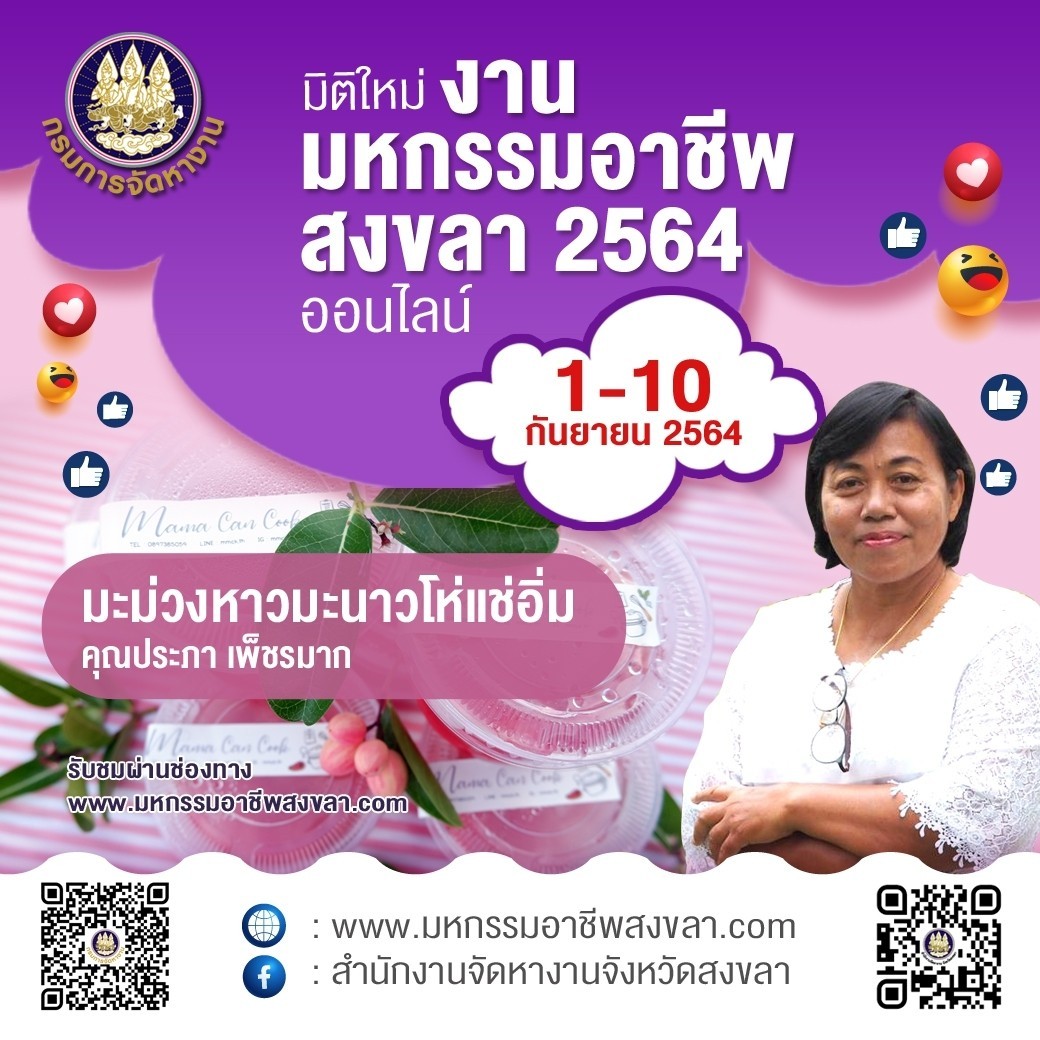 กรมการจัดหางาน
มิติใหม่ งาน
มหกรรมอาชีพ
สงขลา 2564
ออนไลน์
1-10
กันยายน 2564
Mama Can Cook
มะม่วงหาวมะนาวโห่แช่อิ่ม
คุณประภา เพ็ชรมาก
Mama Can Cook
Mama Can Cook
รับชมผ่านช่องทาง
www.มหกรรมอาชีพสงขลา.com
: www.มหกรรมอาชีพสงขลา.com
: สำนักงานจัดหางานจังหวัดสงขลา